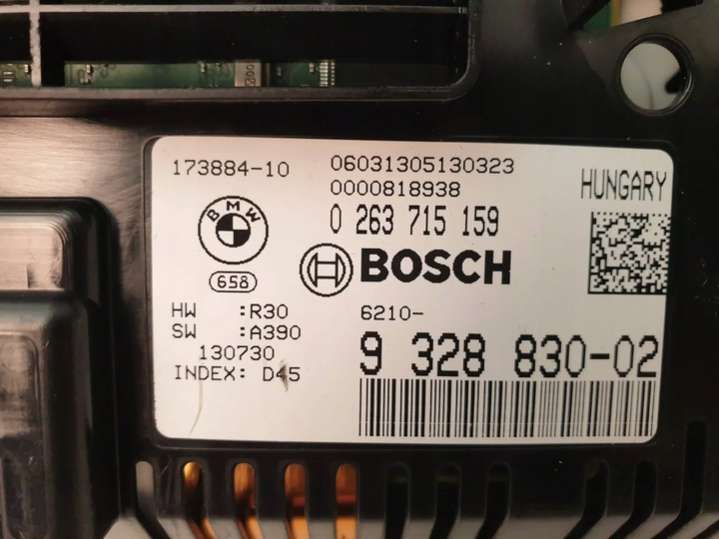 173884-10
06031305130323
0000818938
HUNGARY
BMW
0 263 715 159
658
BOSCH
HW :R30
SW :A390
130730
INDEX: D45
6210-
9 328 830-02